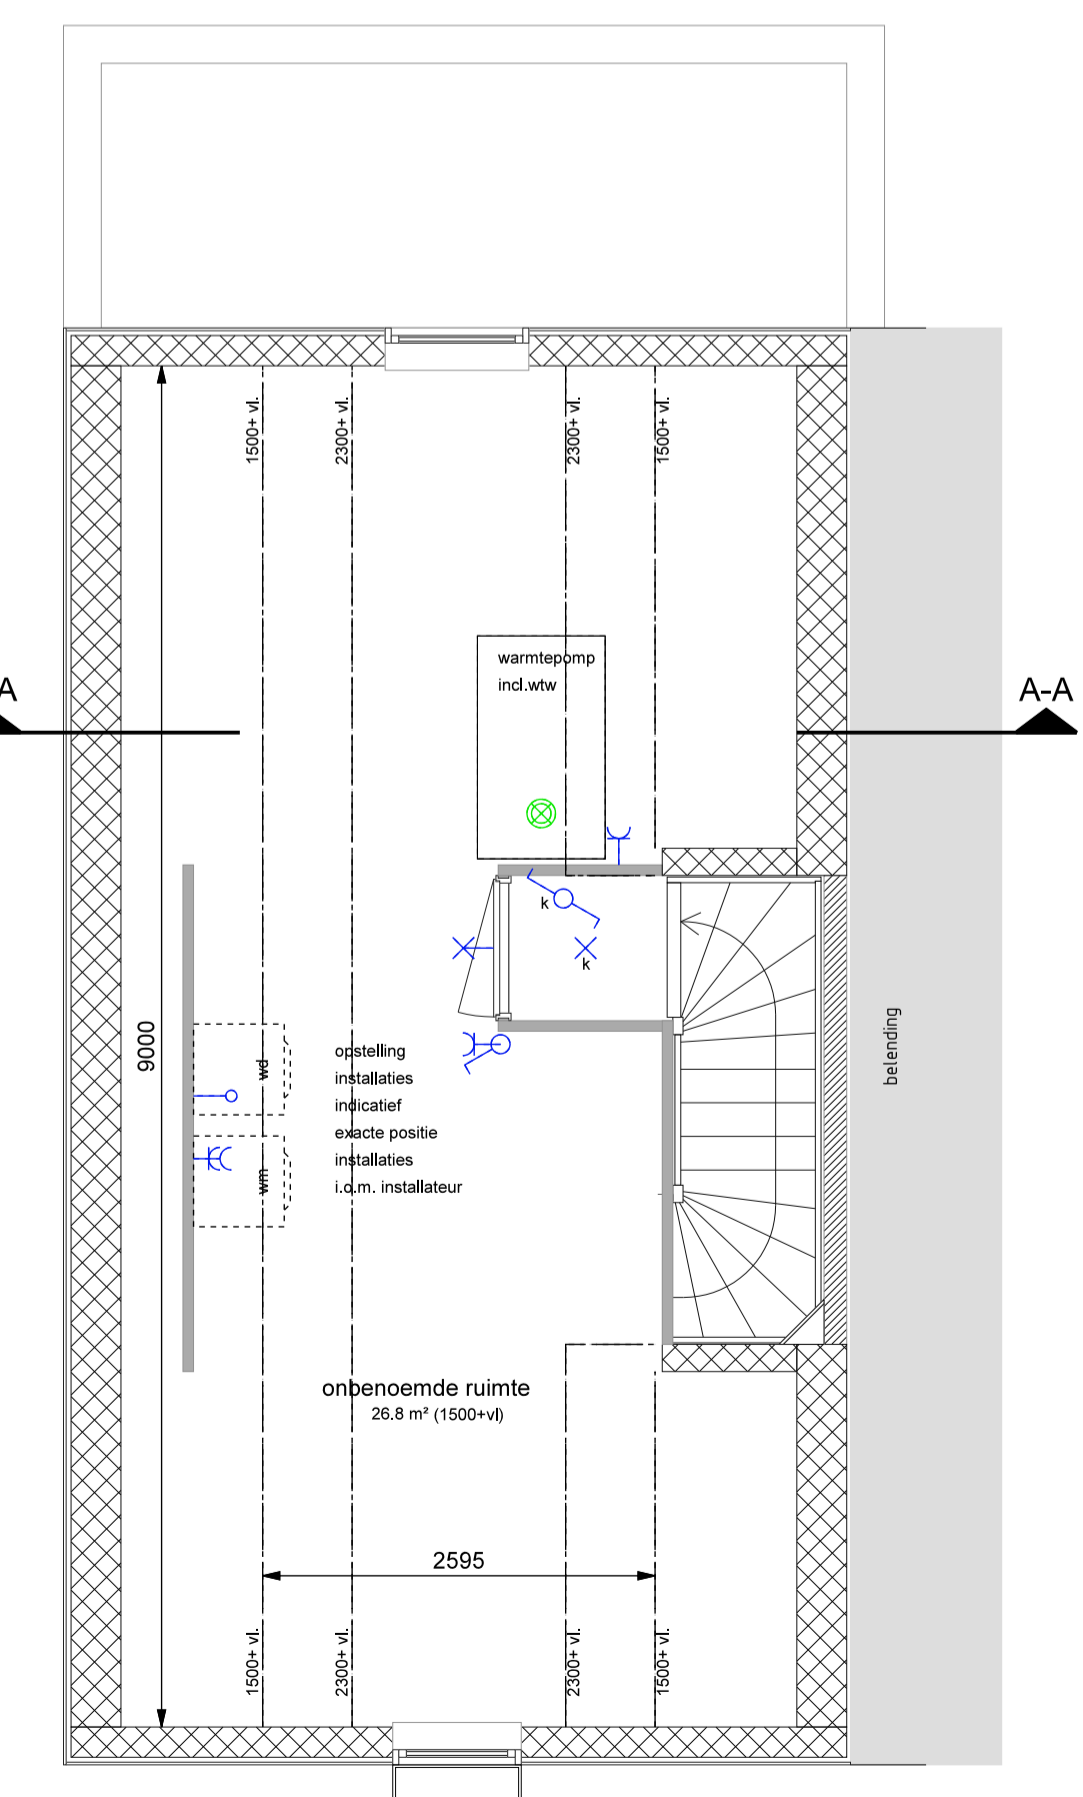 1500+ vl.
2300+ vl.
2300+ vl.
1500+ vl.
warmtepomp
incl.wtw
A
A-A
k
k
9000
wd
wm
opstelling
installaties
indicatief
exacte positie
installaties
i.o.m. installateur
belending
onbenoemde ruimte
26.8 m² (1500+vl)
2595
1500+ vl.
2300+ vl.
2300+ vl.
1500+ vl.